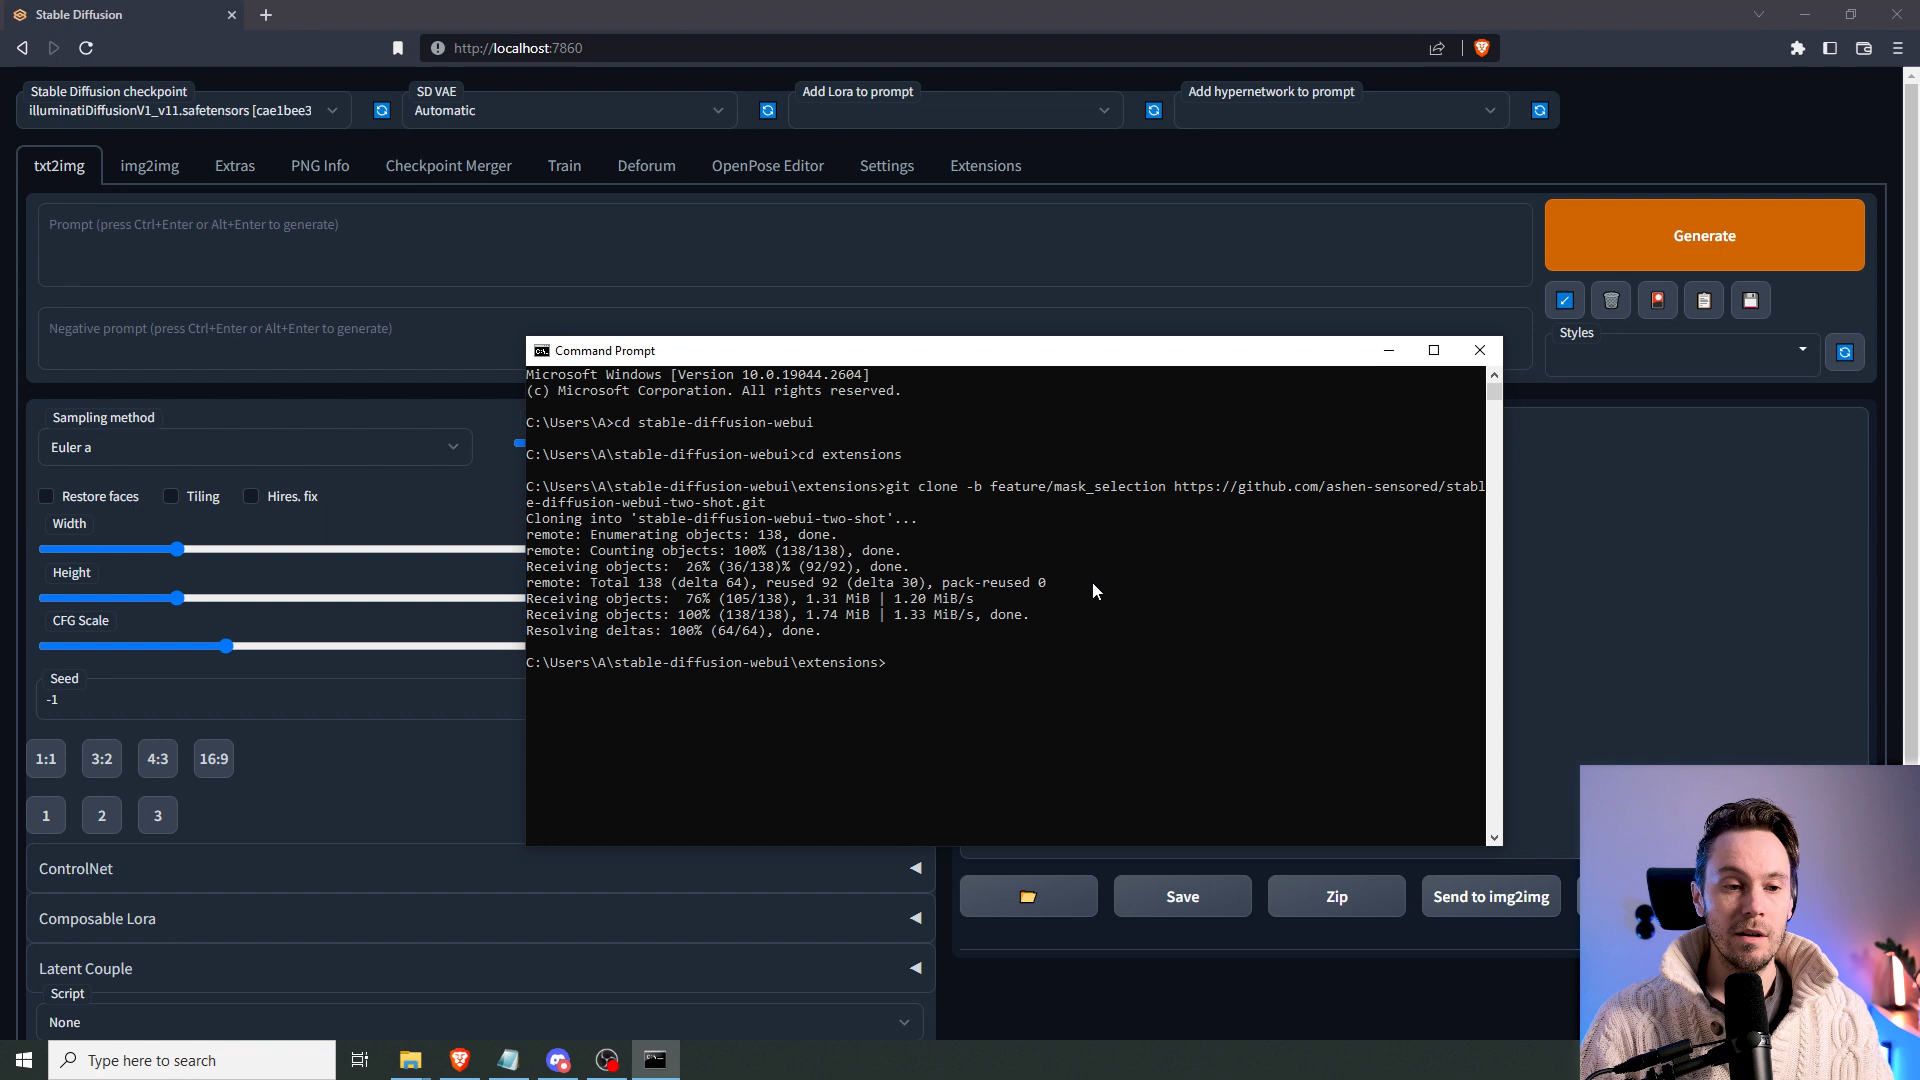 Stable Diffusion
http://localhost:7860
Stable Diffusion checkpoint
illuminatiDiffusionV1_v11.safetensors [cae1bee3
SD VAE
Automatic
Add Lora to prompt
Add hypernetwork to prompt
txt2img
img2img
Extras
PNG Info
Checkpoint Merger
Train
Deforum
OpenPose Editor
Settings
Extensions
Prompt (press Ctrl+Enter or Alt+Enter to generate)
Generate
Negative prompt (press Ctrl+Enter or Alt+Enter to generate)
Styles
Command Prompt
Microsoft Windows [Version 10.0.19044.2604]
(c) Microsoft Corporation. All rights reserved.
C:\Users\A>cd stable-diffusion-webui
C:\Users\A\stable-diffusion-webui>cd extensions
C:\Users\A\stable-diffusion-webui\extensions>git clone -b feature/mask_selection https://github.com/ashen-sensored/stabl
e-diffusion-webui-two-shot.git
Cloning into 'stable-diffusion-webui-two-shot'...
remote: Enumerating objects: 138, done.
remote: Counting objects: 100% (138/138), done.
Receiving objects:  26% (36/138)% (92/92), done.
remote: Total 138 (delta 64), reused 92 (delta 30), pack-reused 0
Receiving objects:  76% (105/138), 1.31 MiB | 1.20 MiB/s
Receiving objects: 100% (138/138), 1.74 MiB | 1.33 MiB/s, done.
Resolving deltas: 100% (64/64), done.
C:\Users\A\stable-diffusion-webui\extensions>
Sampling method
Euler a
Restore faces
Tiling
Hires. fix
Width
Height
CFG Scale
Seed
-1
1:1
3:2
4:3
16:9
1
2
3
ControlNet
Composable Lora
Latent Couple
Script
None
Save
Zip
Send to img2img
Type here to search